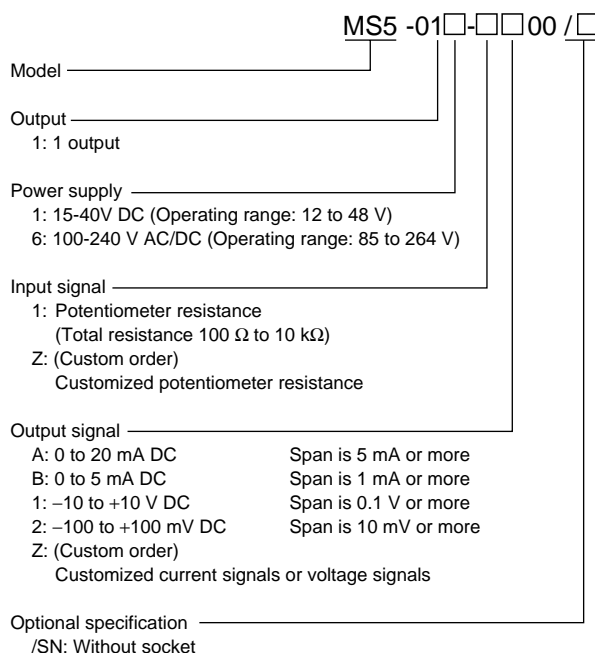 MS5 -01□-□□00 /□
Model
Output
1: 1 output
Power supply
1: 15-40V DC (Operating range: 12 to 48 V)
6: 100-240 V AC/DC (Operating range: 85 to 264 V)
Input signal
1: Potentiometer resistance
(Total resistance 100 Ω to 10 kΩ)
Z: (Custom order)
Customized potentiometer resistance
Output signal
A: 0 to 20 mA DC Span is 5 mA or more
B: 0 to 5 mA DC Span is 1 mA or more
1: −10 to +10 V DC Span is 0.1 V or more
2: −100 to +100 mV DC Span is 10 mV or more
Z: (Custom order)
Customized current signals or voltage signals
Optional specification
/SN: Without socket